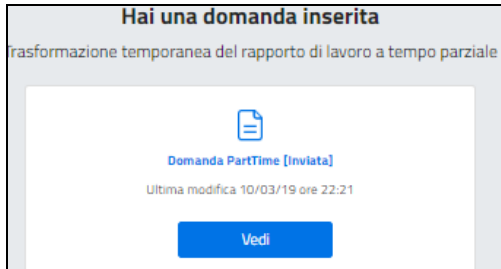 Hai una domanda inserita
Trasformazione temporanea del rapporto di lavoro a tempo parziale
Domanda PartTime [Inviata]
Ultima modifica 10/03/19 ore 22:21
Vedi